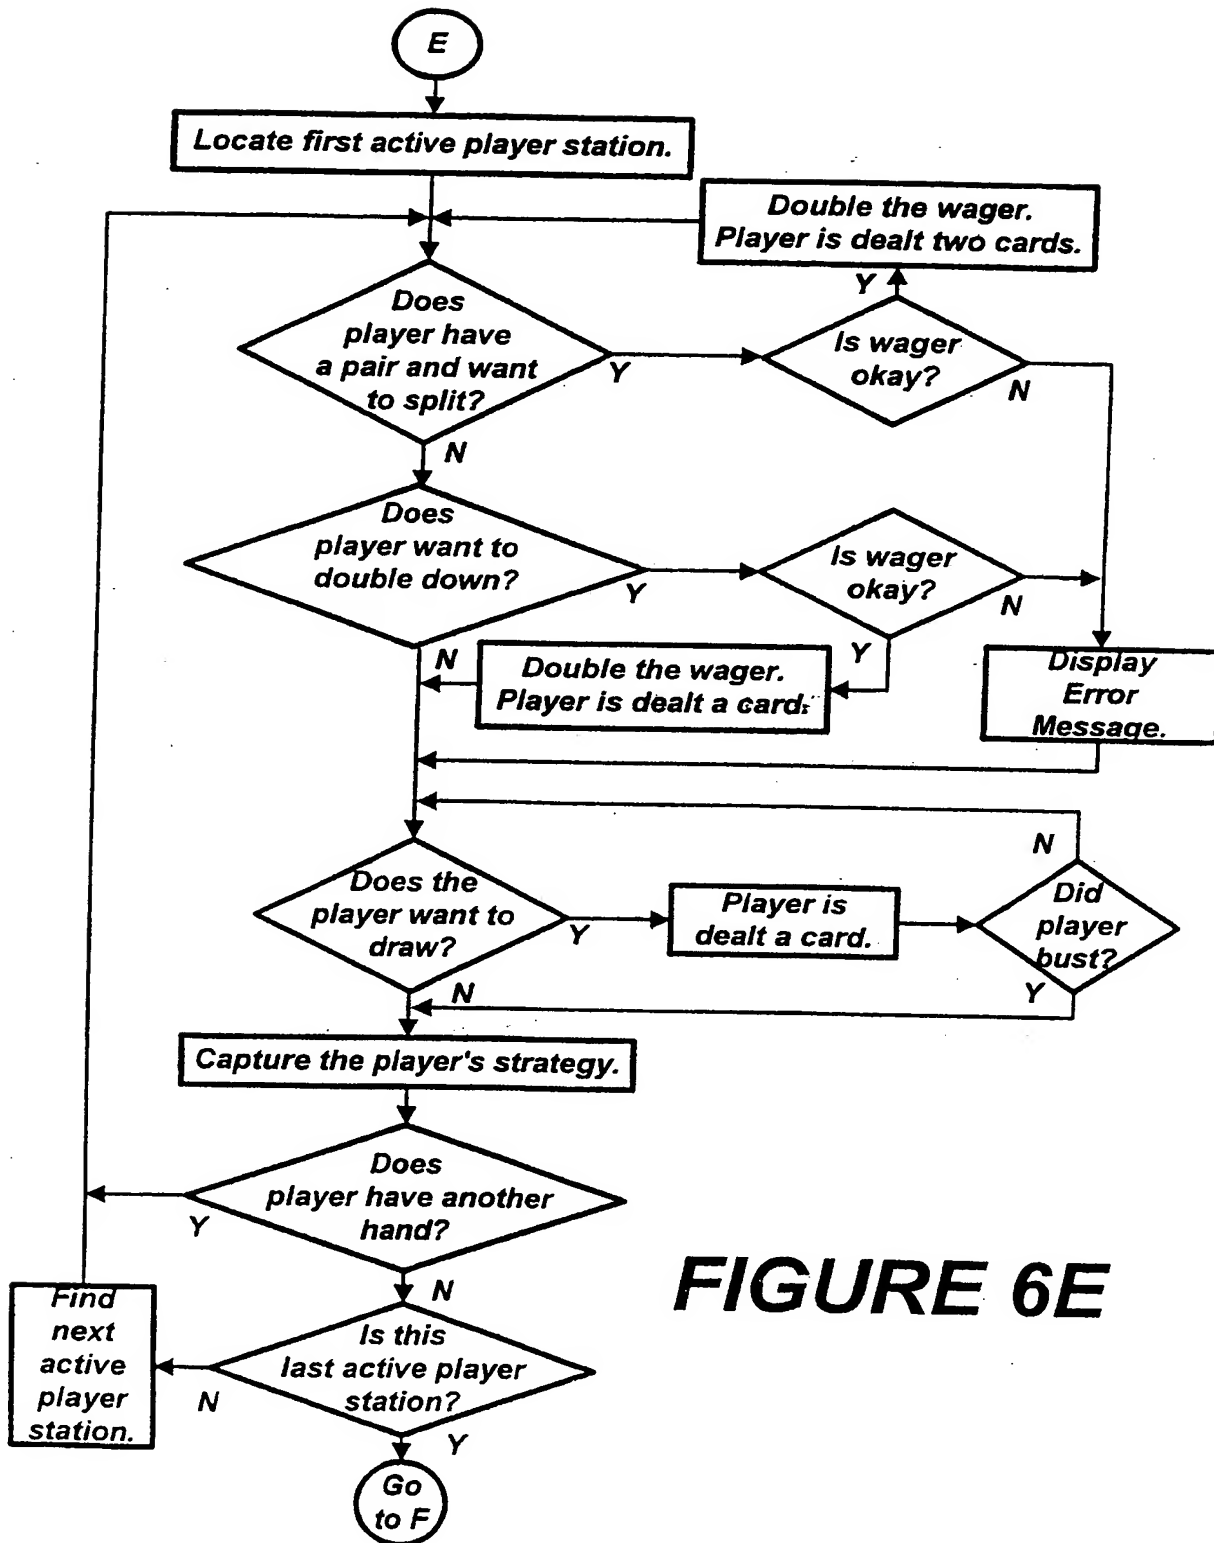 E
Locate first active player station.
Double the wager.
Player is dealt two cards.
Y
Does
player have
a pair and want
to split?
Y
Is wager
okay?
N
N
Does
player want to
double down?
Y
Is wager
okay?
N
N
Y
Double the wager.
Player is dealt a card.
Display
Error
Message.
N
Does the
player want to
draw?
Y
Player is
dealt a card.
Did
player
bust?
Y
N
Capture the player's strategy.
Does
player have another
hand?
Y
N
FIGURE 6E
Find
next
active
player
station.
Is this
last active player
station?
N
Y
Go
to F